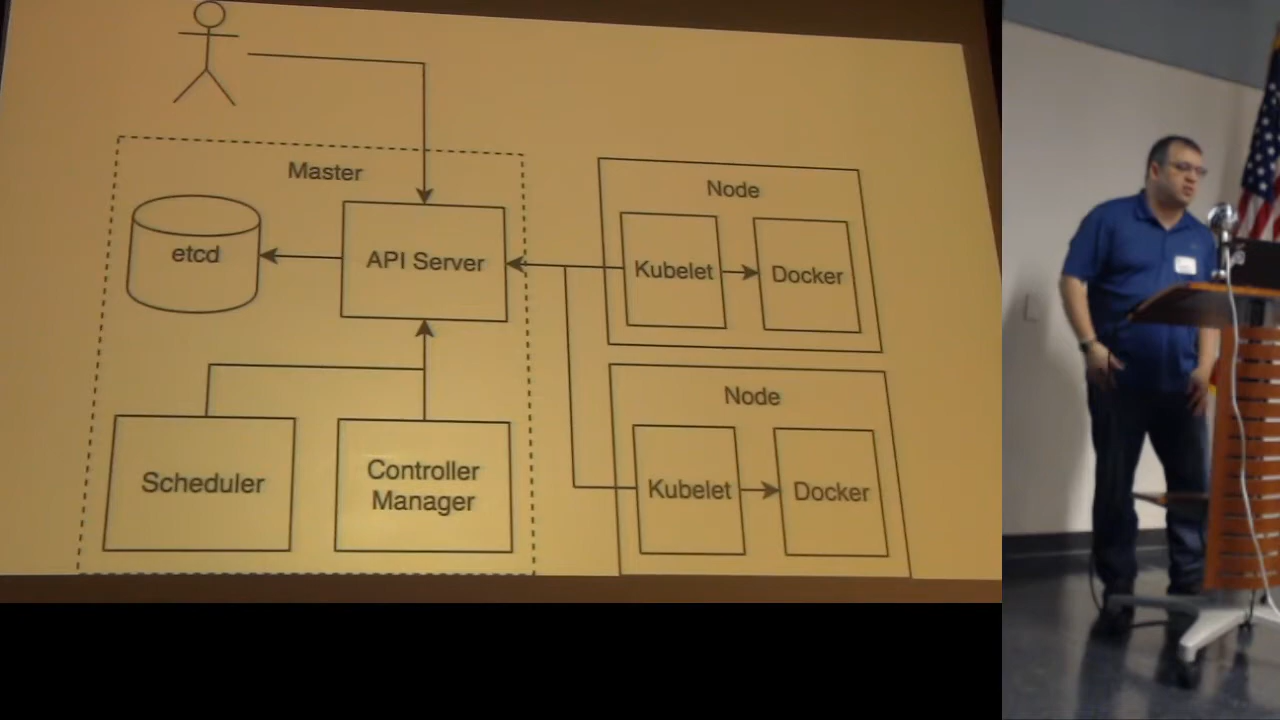 Master
etcd
API Server
Scheduler
Controller
Manager
Node
Kubelet
Docker
Node
Kubelet
Docker